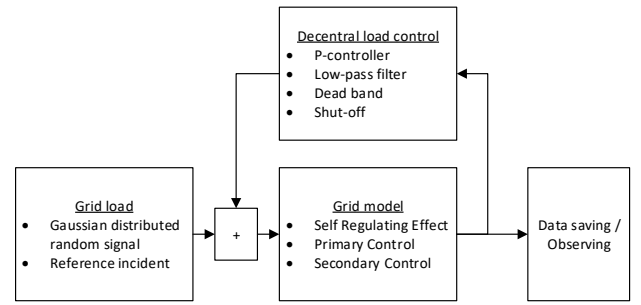 Decentral load control
• P-controller
• Low-pass filter
• Dead band
• Shut-off
Grid load
• Gaussian distributed
random signal
• Reference incident
+
Grid model
• Self Regulating Effect
• Primary Control
• Secondary Control
Data saving /
Observing